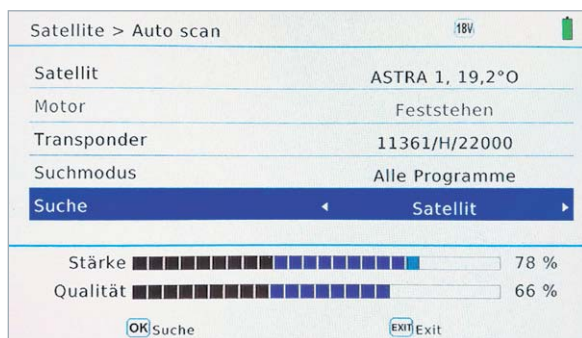 Satellite > Auto scan 18V
Satellit ASTRA 1, 19,2°O
Motor Feststehen
Transponder 11361/H/22000
Suchmodus Alle Programme
Suche Satellit
Stärke 78 %
Qualität 66 %
OK Suche EXIT Exit